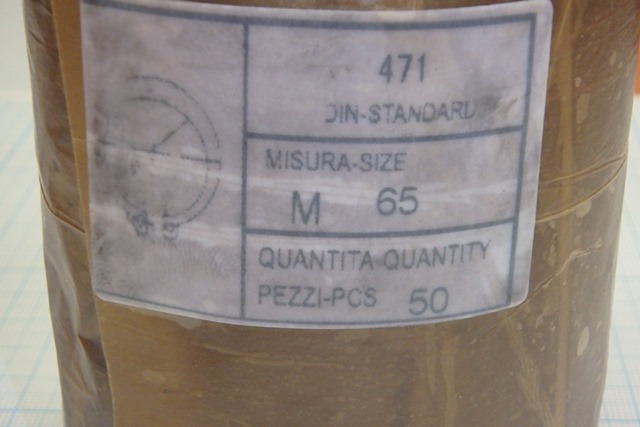 471
DIN-STANDARD
MISURA-SIZE
M 65
QUANTITA-QUANTITY
PEZZI-PCS 50